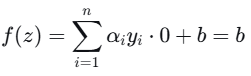 f(z) = \sum_{i=1}^{n} \alpha_i y_i \cdot 0 + b = b